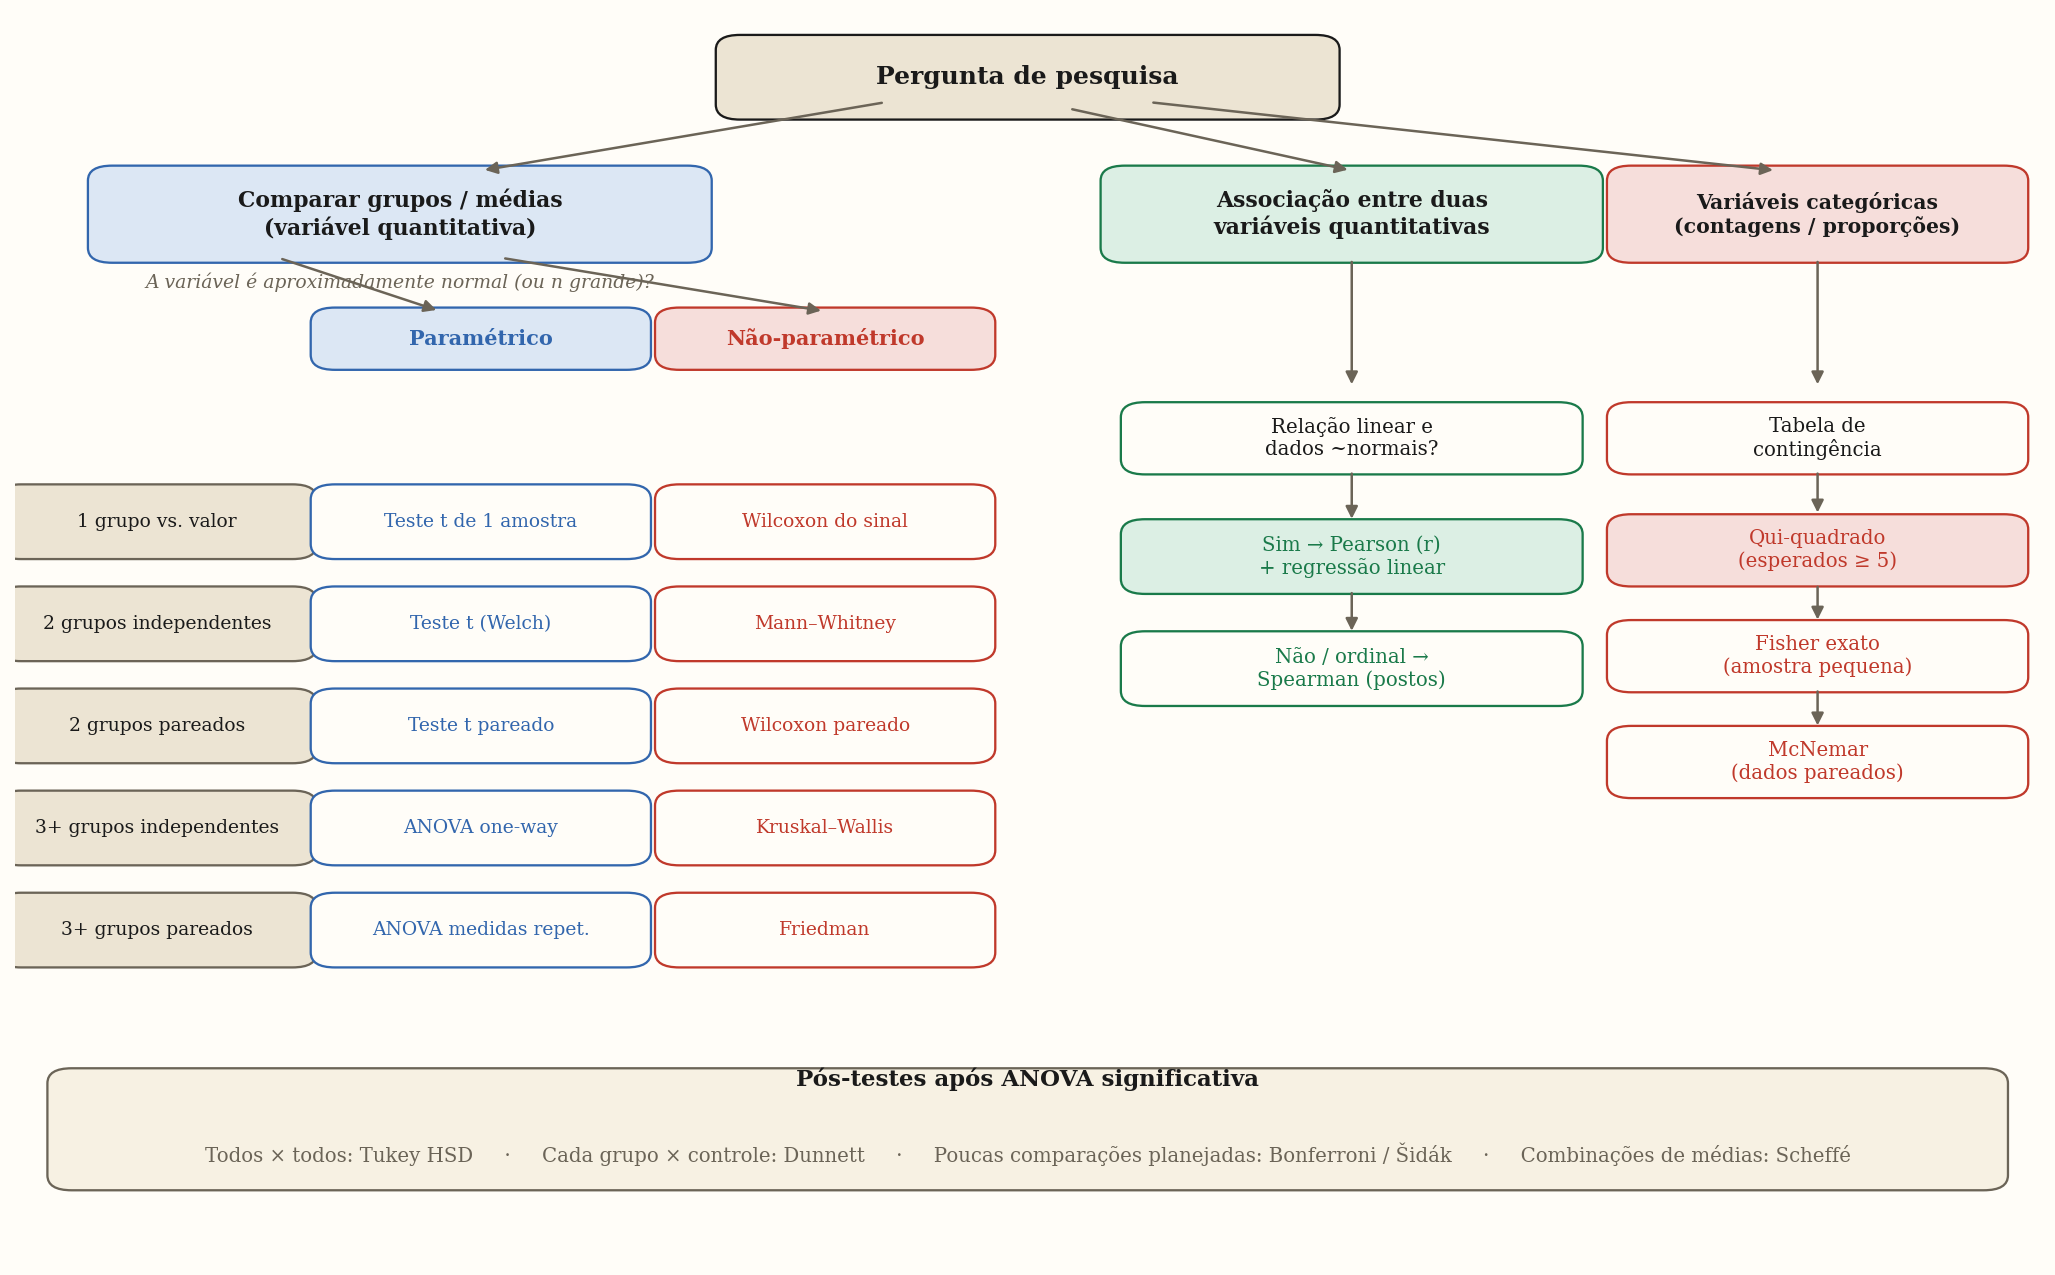 Pergunta de pesquisa
Comparar grupos / médias
(variável quantitativa)
Associação entre duas
variáveis quantitativas
Variáveis categóricas
(contagens / proporções)
A variável é aproximadamente normal (ou n grande)?
Paramétrico
Não-paramétrico
1 grupo vs. valor
Teste t de 1 amostra
Wilcoxon do sinal
2 grupos independentes
Teste t (Welch)
Mann–Whitney
2 grupos pareados
Teste t pareado
Wilcoxon pareado
3+ grupos independentes
ANOVA one-way
Kruskal–Wallis
3+ grupos pareados
ANOVA medidas repet.
Friedman
Relação linear e
dados ~normais?
Sim → Pearson (r)
+ regressão linear
Não / ordinal →
Spearman (postos)
Tabela de
contingência
Qui-quadrado
(esperados ≥ 5)
Fisher exato
(amostra pequena)
McNemar
(dados pareados)
Pós-testes após ANOVA significativa
Todos × todos: Tukey HSD · Cada grupo × controle: Dunnett · Poucas comparações planejadas: Bonferroni / Šidák · Combinações de médias: Scheffé